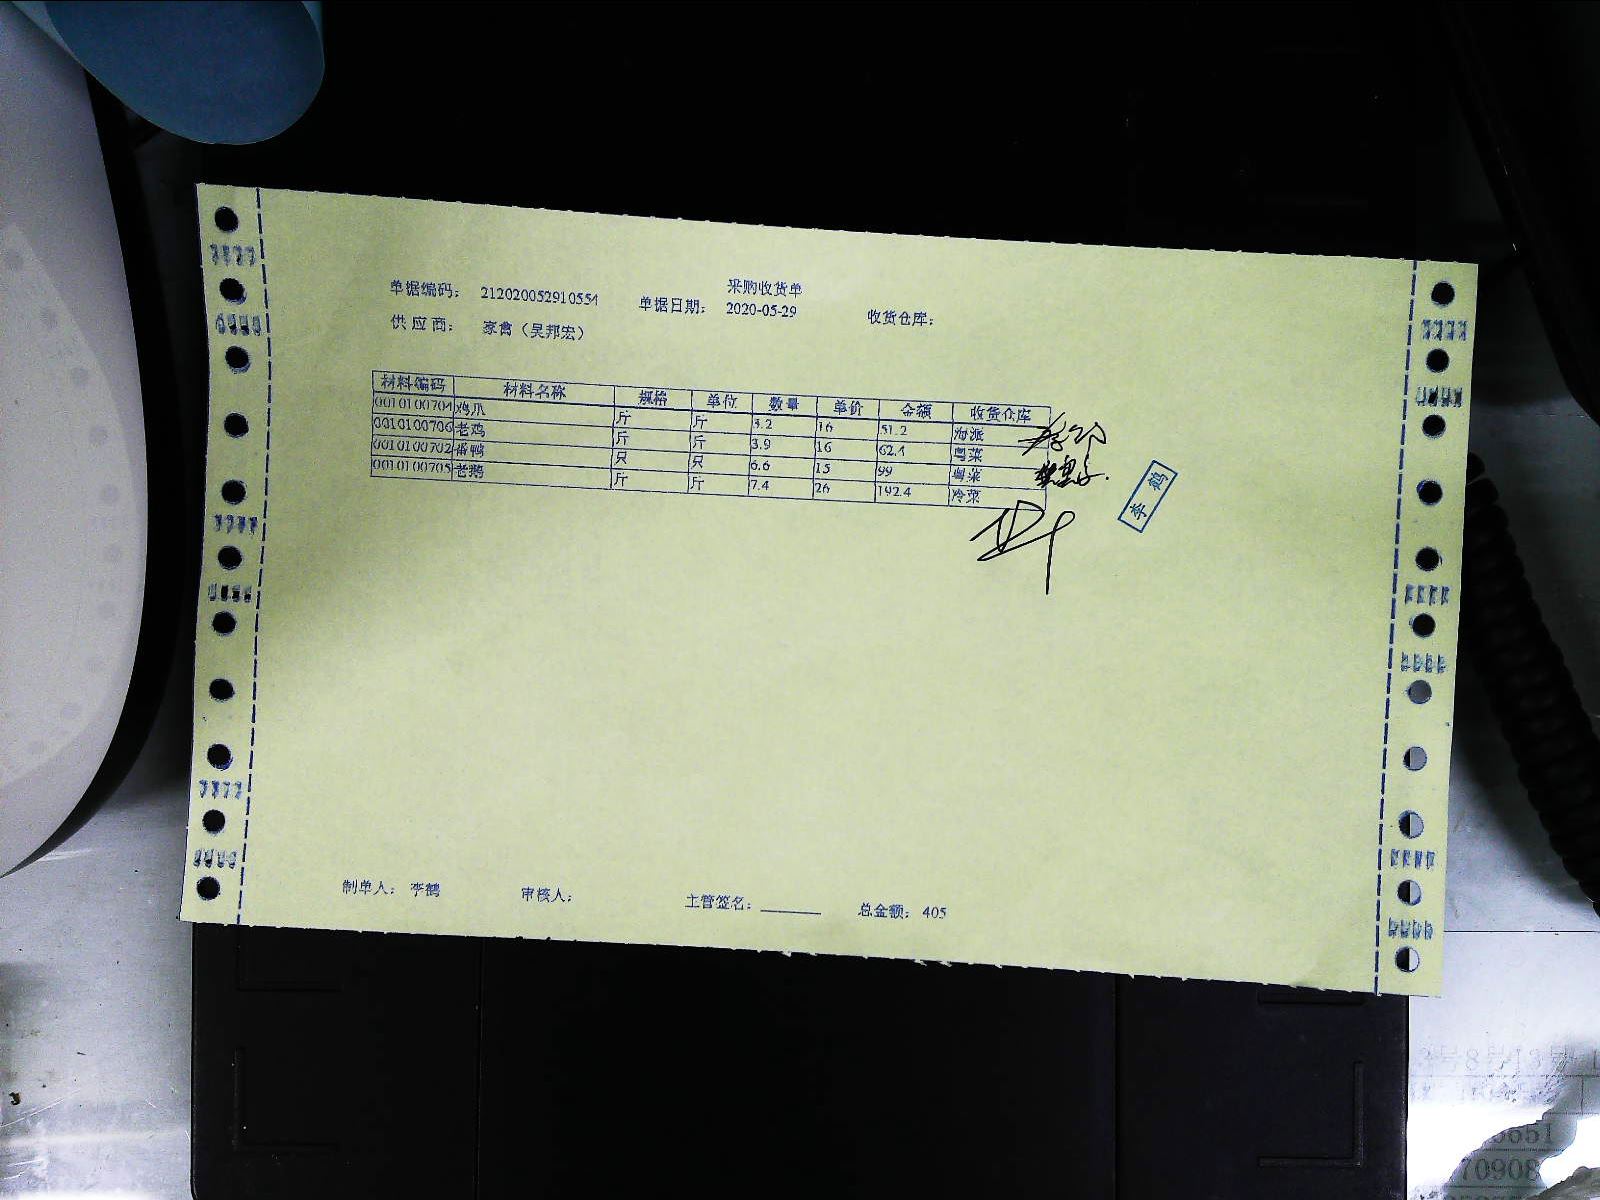 采购收货单
单据编码： 212020052910554 单据日期： 2020-05-29 收货仓库：
供 应 商： 家禽（吴邦宏）
材料编码 材料名称 规格 单位 数量 单价 金额 收货仓库
0010100704 鸡爪 斤 斤 3.2 16 51.2 海派
0010100706 老鸡 斤 斤 3.9 16 62.4 粤菜
0010100702 番鸭 只 只 6.6 15 99 粤菜
0010100705 老鹅 斤 斤 7.4 26 192.4 冷菜
李鹤
制单人： 李鹤 审核人： 主管签名： 总金额： 405
70908